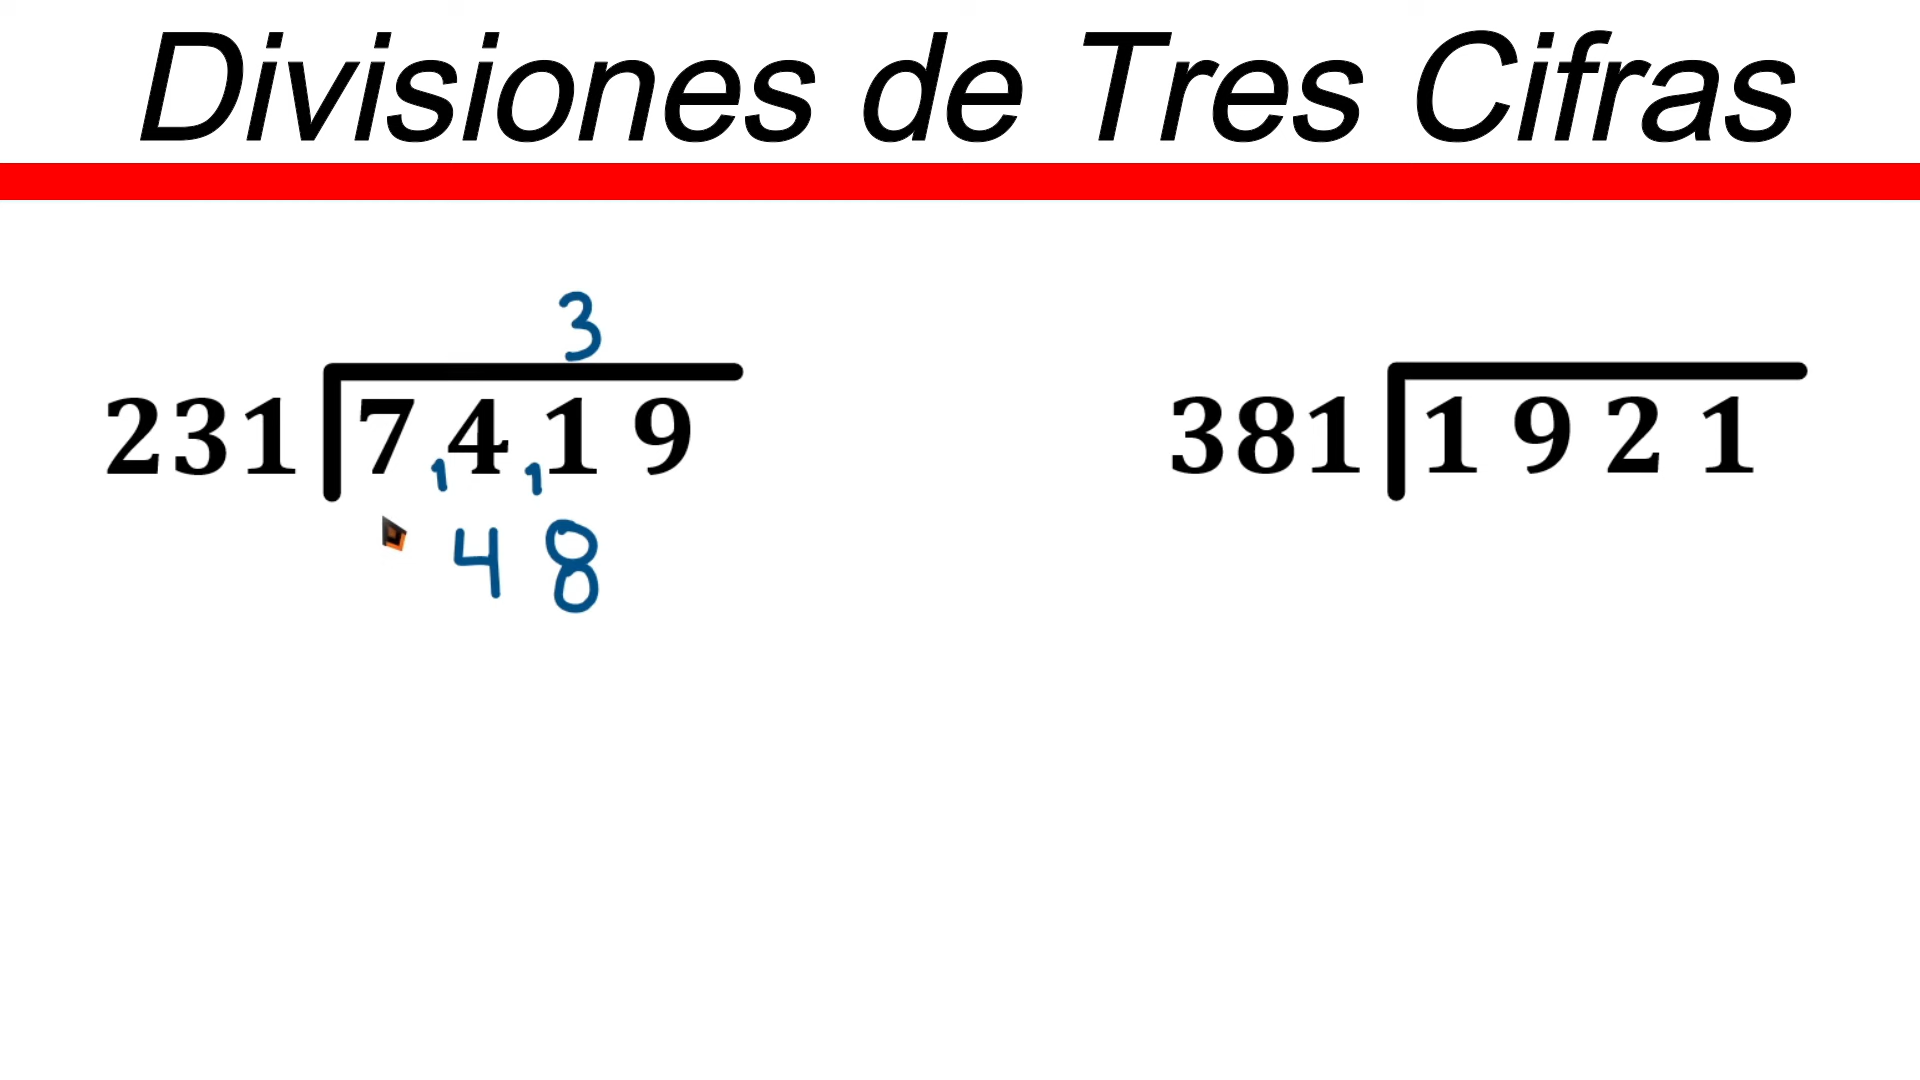 Divisiones de Tres Cifras
3
231 7,4,1 9
1 1
4 8
381 1 9 2 1